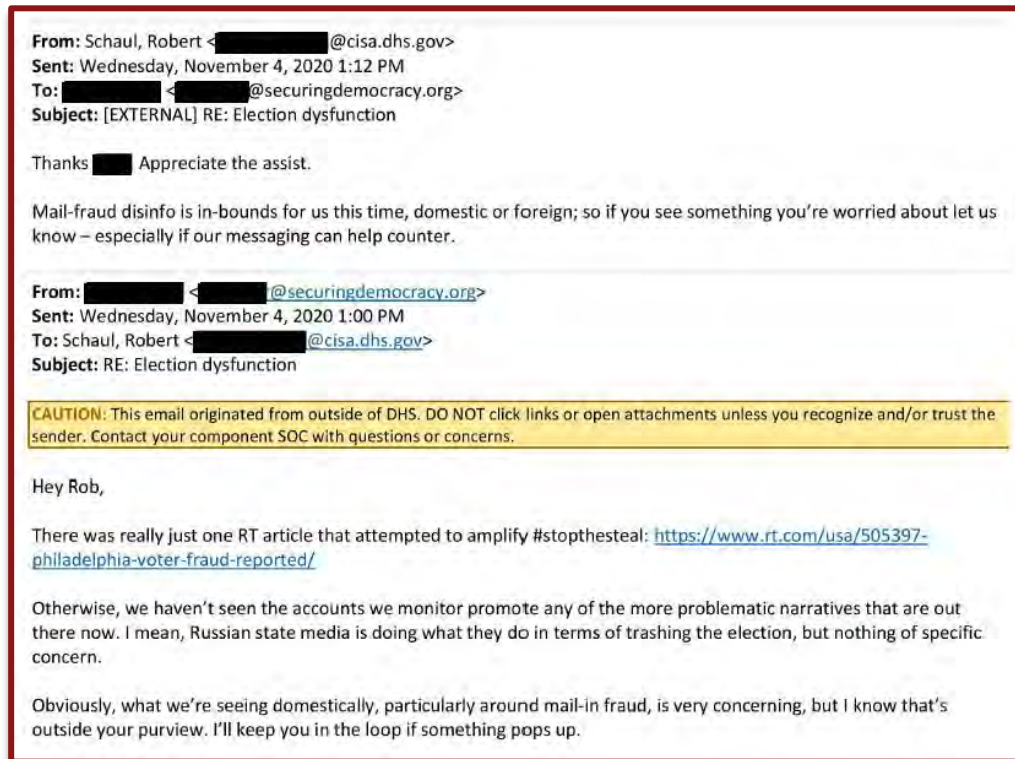 From: Schaul, Robert < @cisa.dhs.gov>
Sent: Wednesday, November 4, 2020 1:12 PM
To: < @securingdemocracy.org>
Subject: [EXTERNAL] RE: Election dysfunction
Thanks Appreciate the assist.
Mail-fraud disinfo is in-bounds for us this time, domestic or foreign; so if you see something you're worried about let us
know – especially if our messaging can help counter.
From: < @securingdemocracy.org>
Sent: Wednesday, November 4, 2020 1:00 PM
To: Schaul, Robert < @cisa.dhs.gov>
Subject: RE: Election dysfunction
CAUTION: This email originated from outside of DHS. DO NOT click links or open attachments unless you recognize and/or trust the
sender. Contact your component SOC with questions or concerns.
Hey Rob,
There was really just one RT article that attempted to amplify #stopthesteal: https://www.rt.com/usa/505397-
philadelphia-voter-fraud-reported/
Otherwise, we haven't seen the accounts we monitor promote any of the more problematic narratives that are out
there now. I mean, Russian state media is doing what they do in terms of trashing the election, but nothing of specific
concern.
Obviously, what we're seeing domestically, particularly around mail-in fraud, is very concerning, but I know that's
outside your purview. I'll keep you in the loop if something pops up.